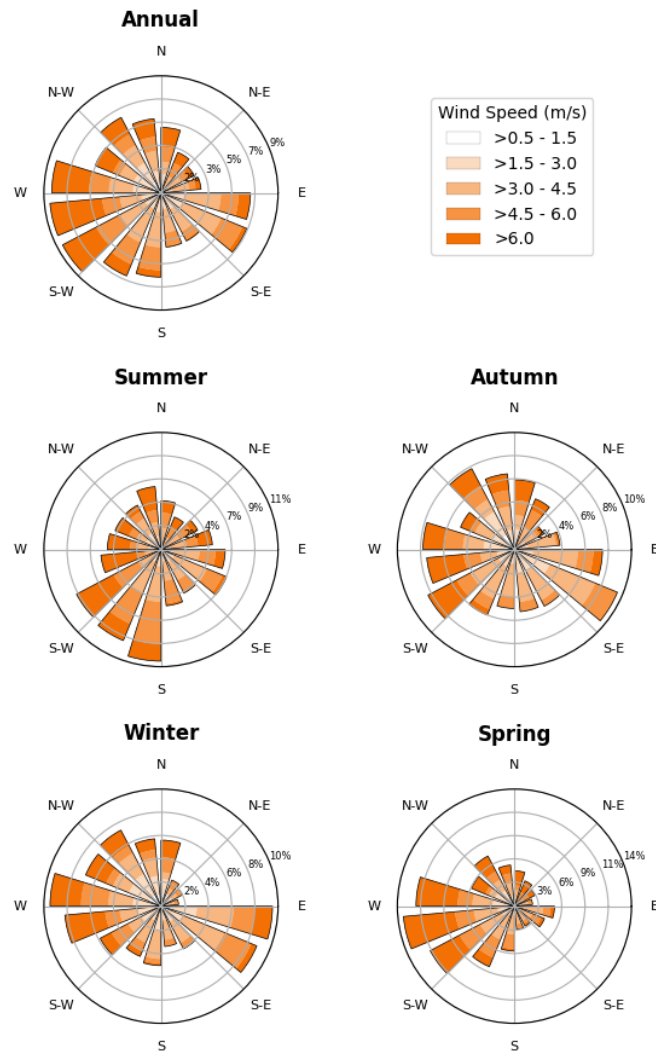 Annual
N
N-W
N-E
W
E
S-W
S-E
S
2%
3%
5%
7%
9%
Wind Speed (m/s)
>0.5 - 1.5
>1.5 - 3.0
>3.0 - 4.5
>4.5 - 6.0
>6.0
Summer
N
N-W
N-E
W
E
S-W
S-E
S
2%
4%
7%
9%
11%
Autumn
N
N-W
N-E
W
E
S-W
S-E
S
2%
4%
6%
8%
10%
Winter
N
N-W
N-E
W
E
S-W
S-E
S
2%
4%
6%
8%
10%
Spring
N
N-W
N-E
W
E
S-W
S-E
S
3%
6%
9%
11%
14%